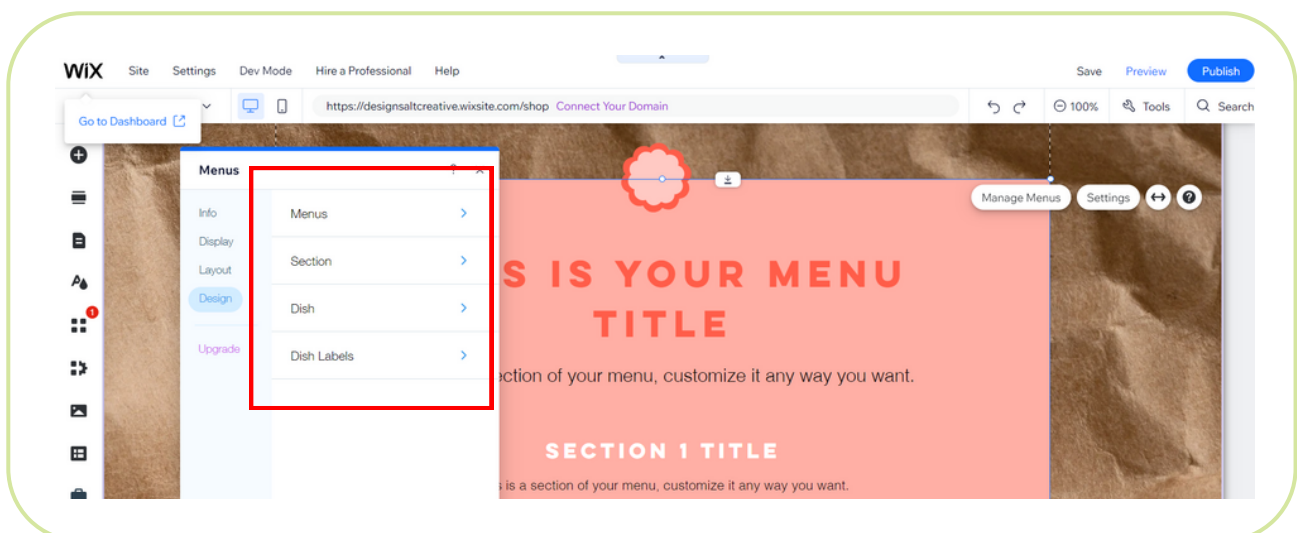 WiX Site Settings Dev Mode Hire a Professional Help Save Preview Publish
Go to Dashboard
https://designsaltcreative.wixsite.com/shop Connect Your Domain 100% Tools Search
Menus ? ×
Info
Display
Layout
Design
Upgrade
Menus
Section
Dish
Dish Labels
Manage Menus Settings ?
1
S IS YOUR MENU
TITLE
ction of your menu, customize it any way you want.
SECTION 1 TITLE
is a section of your menu, customize it any way you want.